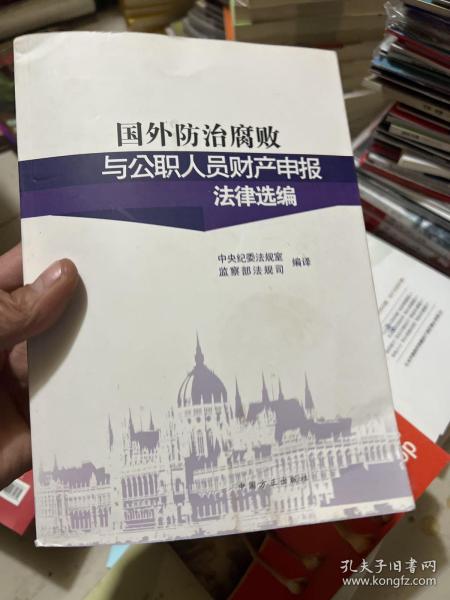 国外防治腐败
与公职人员财产申报
法律选编
中央纪委法规室
监察部法规司
编译
中国方正出版社
孔夫子旧书网
www.kongfz.com